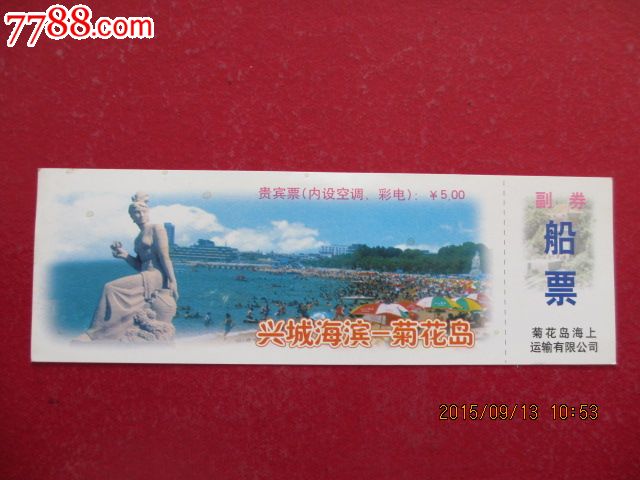 7788.com
贵宾票(内设空调、彩电): ￥5.00
兴城海滨—菊花岛
副券
船票
菊花岛海上
运输有限公司
2015/09/13 10:53